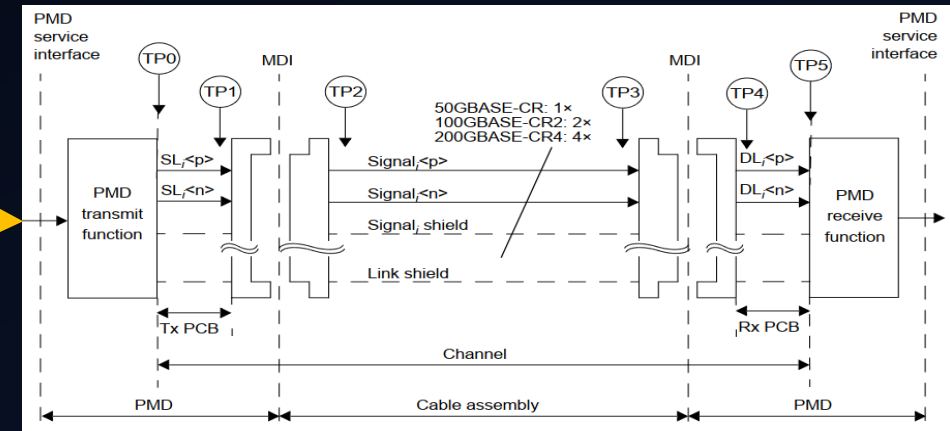 PMD
service
interface
PMD
service
interface
TP0
MDI
MDI
TP5
TP1
TP2
TP3
TP4
50GBASE-CR: 1×
100GBASE-CR2: 2×
200GBASE-CR4: 4×
SLi<p>
Signali<p>
DLi<p>
SLi<n>
Signali<n>
DLi<n>
PMD
transmit
function
PMD
receive
function
Signali shield
Link shield
Tx PCB
Rx PCB
Channel
PMD
Cable assembly
PMD